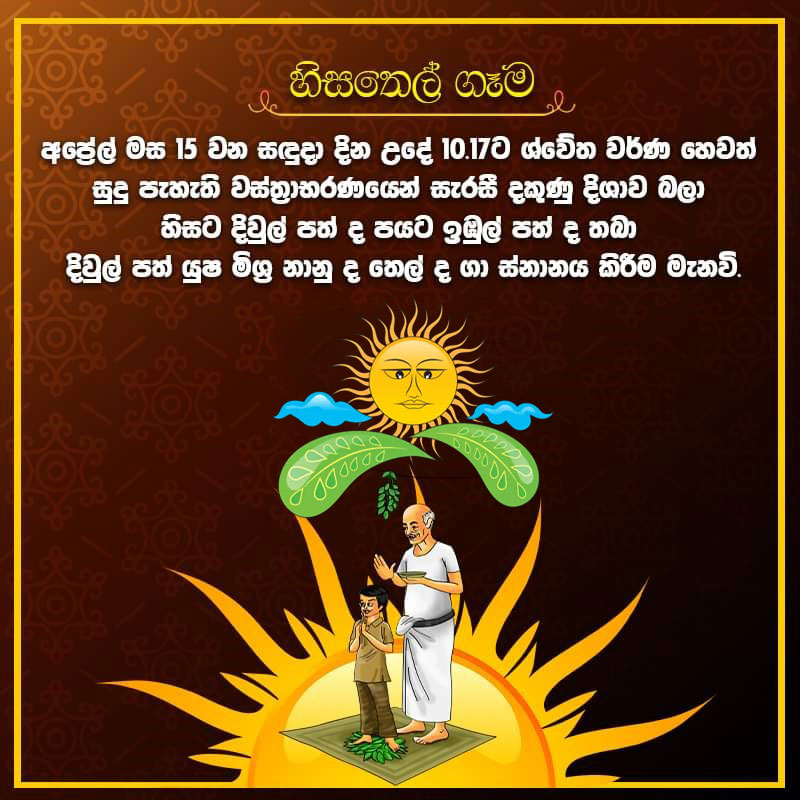 හිසතෙල් ගෑම
අප්‍රේල් මස 15 වන සඳුදා දින උදේ 10.17ට ශ්වේත වර්ණ හෙවත්
සුදු පැහැති වස්ත්‍රාභරණයෙන් සැරසී දකුණු දිශාව බලා
හිසට දිවුල් පත් ද පයට ඉඹුල් පත් ද තබා
දිවුල් පත් යුෂ මිශ්‍ර නානු ද තෙල් ද ගා ස්නානය කිරීම මැනවි.